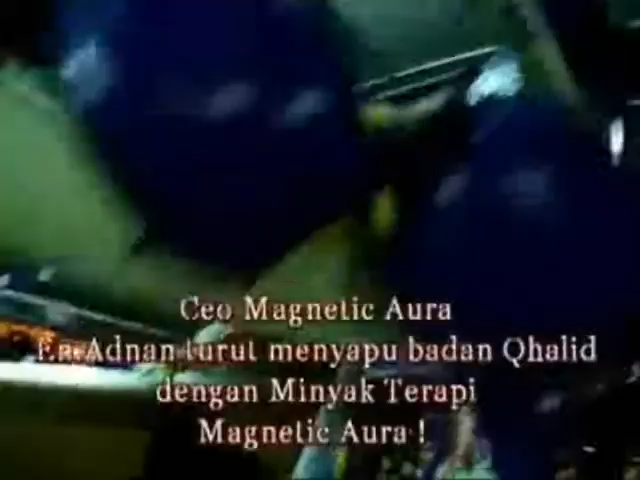 Ceo Magnetic Aura
En. Adnan turut menyapu badan Qhalid
dengan Minyak Terapi
Magnetic Aura !